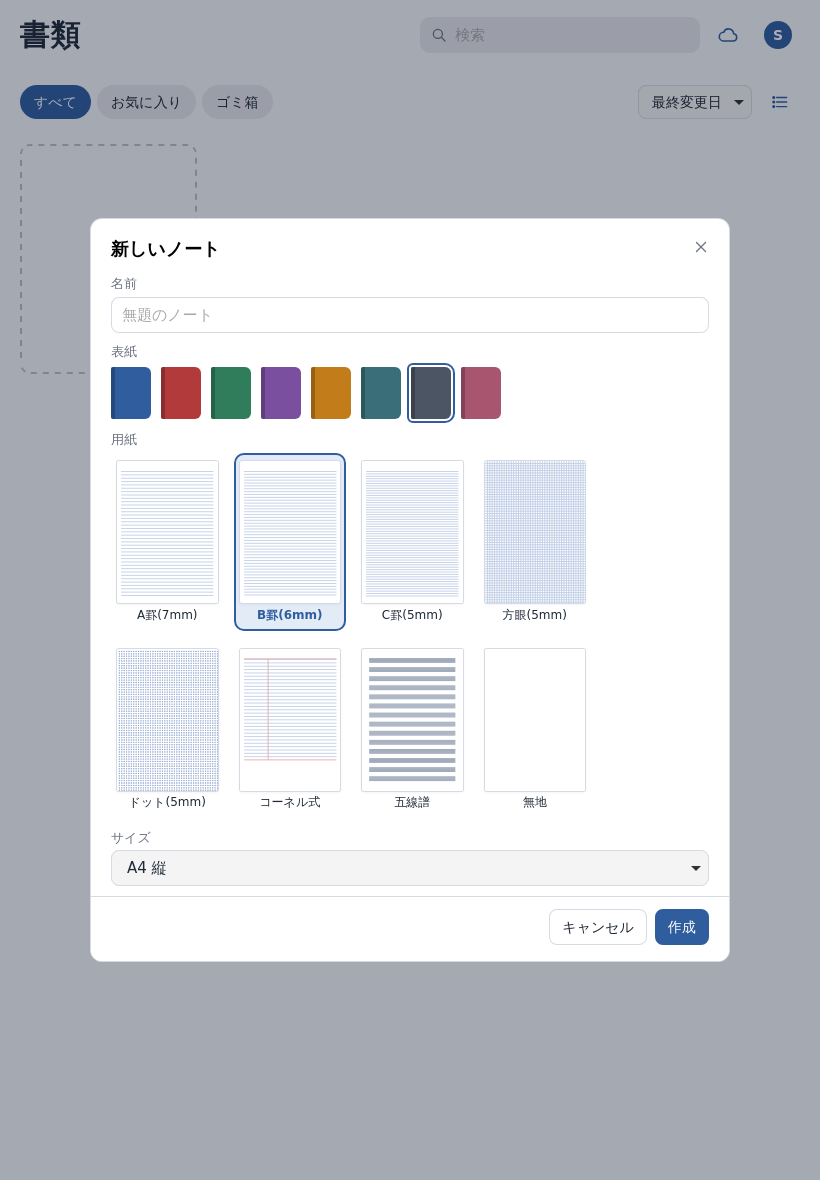 書類
検索
S
すべて
お気に入り
ゴミ箱
最終変更日
新しいノート
名前
無題のノート
表紙
用紙
A罫(7mm)
B罫(6mm)
C罫(5mm)
方眼(5mm)
ドット(5mm)
コーネル式
五線譜
無地
サイズ
A4 縦
キャンセル
作成